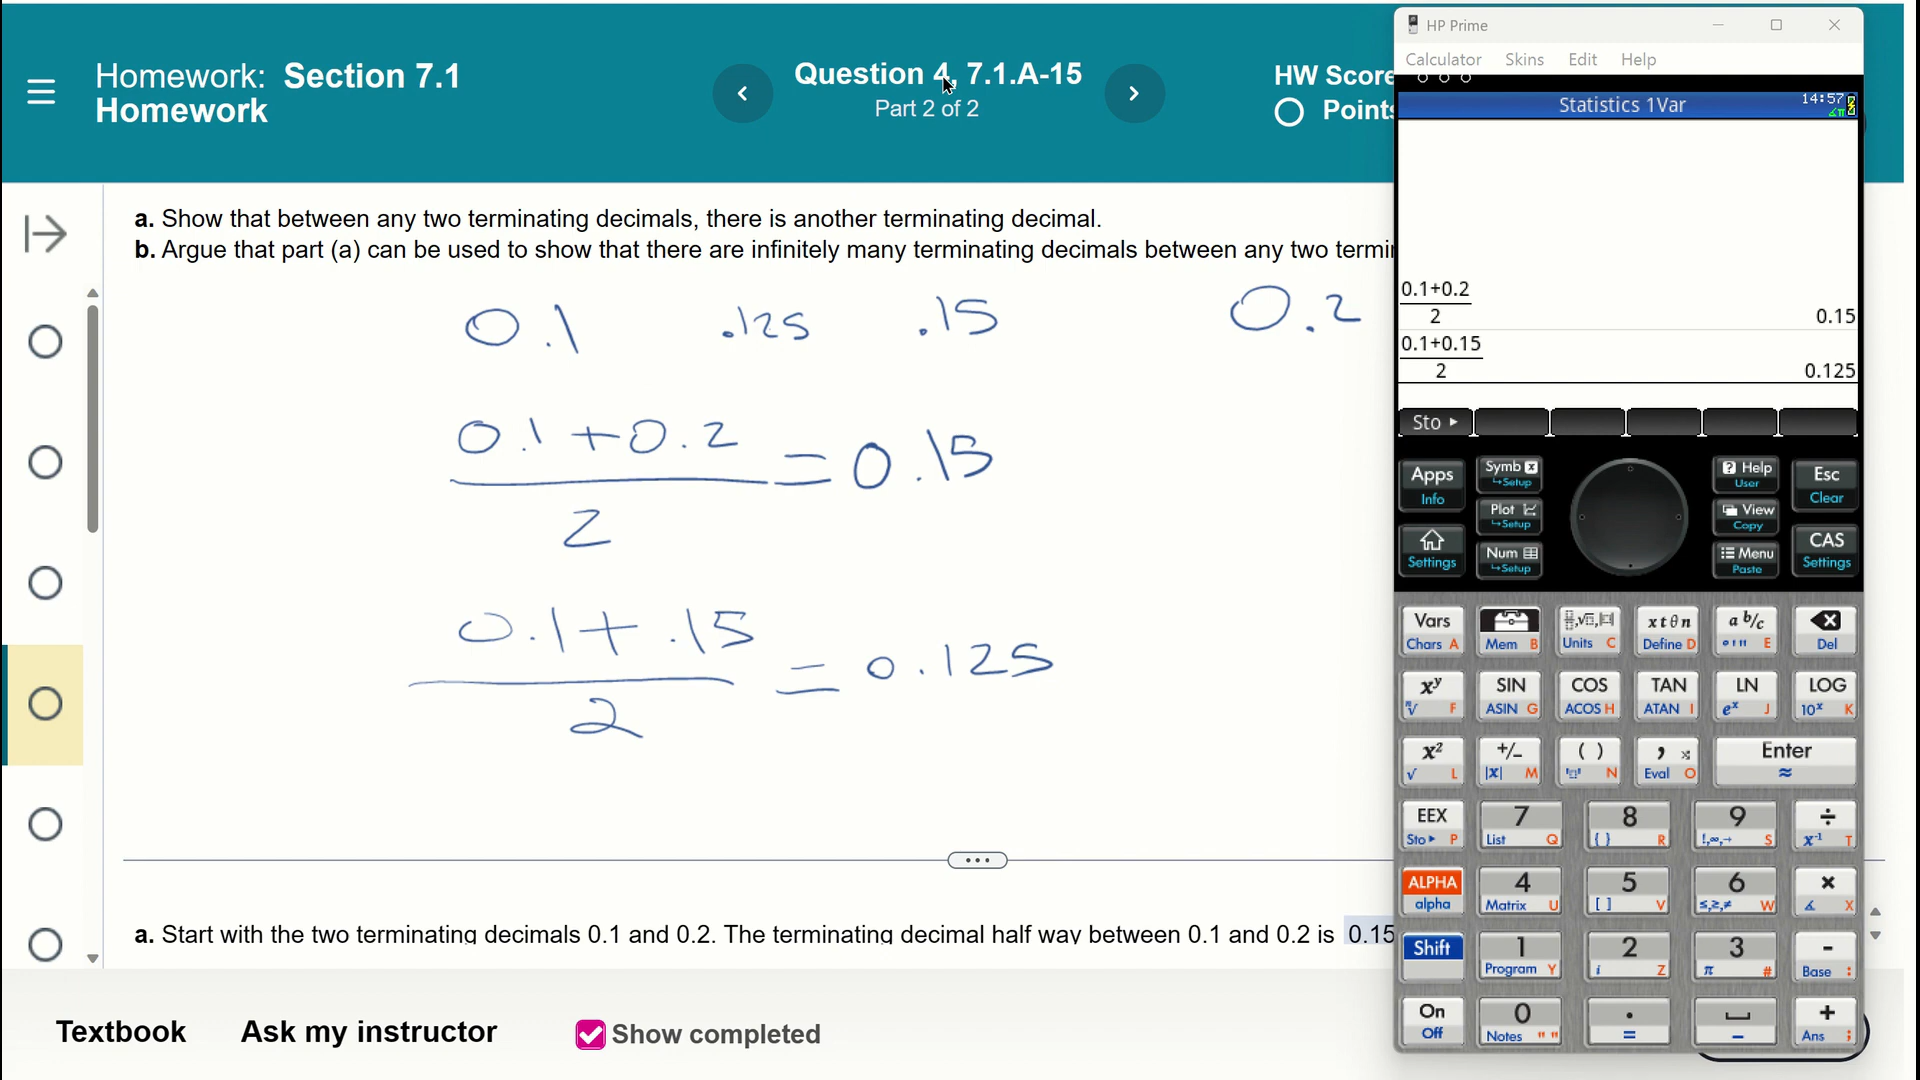 Homework: Section 7.1
Homework
Question 4, 7.1.A-15
Part 2 of 2
HW Score
Points
a. Show that between any two terminating decimals, there is another terminating decimal.
b. Argue that part (a) can be used to show that there are infinitely many terminating decimals between any two termi
0.1 .125 .15 0.2
0.1 + 0.2
2
= 0.15
0.1 + .15
2
= 0.125
a. Start with the two terminating decimals 0.1 and 0.2. The terminating decimal half way between 0.1 and 0.2 is 0.15
Textbook Ask my instructor Show completed
HP Prime
Calculator Skins Edit Help
Statistics 1Var 14:57
∡π
0.1+0.2
2
0.15
0.1+0.15
2
0.125
Sto ▸
Apps
Info
Symb
↳Setup
Help
User
Esc
Clear
Plot
↳Setup
View
Copy
Settings
Num
↳Setup
Menu
Paste
CAS
Settings
Vars
Chars A
Mem B
Units C
x t θ n
Define D
a b/c
E
Del
xʸ
ⁿ√ F
SIN
ASIN G
COS
ACOS H
TAN
ATAN I
LN
eˣ J
LOG
10ˣ K
x²
√ L
+/−
|x| M
( )
N
,
Eval O
Enter
≈
EEX
Sto ▸ P
7
List Q
8
{ } R
9
!,∞,→ S
÷
x⁻¹ T
ALPHA
alpha
4
Matrix U
5
[ ] V
6
≤,≥,≠ W
×
∡ X
Shift
1
Program Y
2
i Z
3
π #
-
Base :
On
Off
0
Notes " "
.
=
_
+
Ans ;